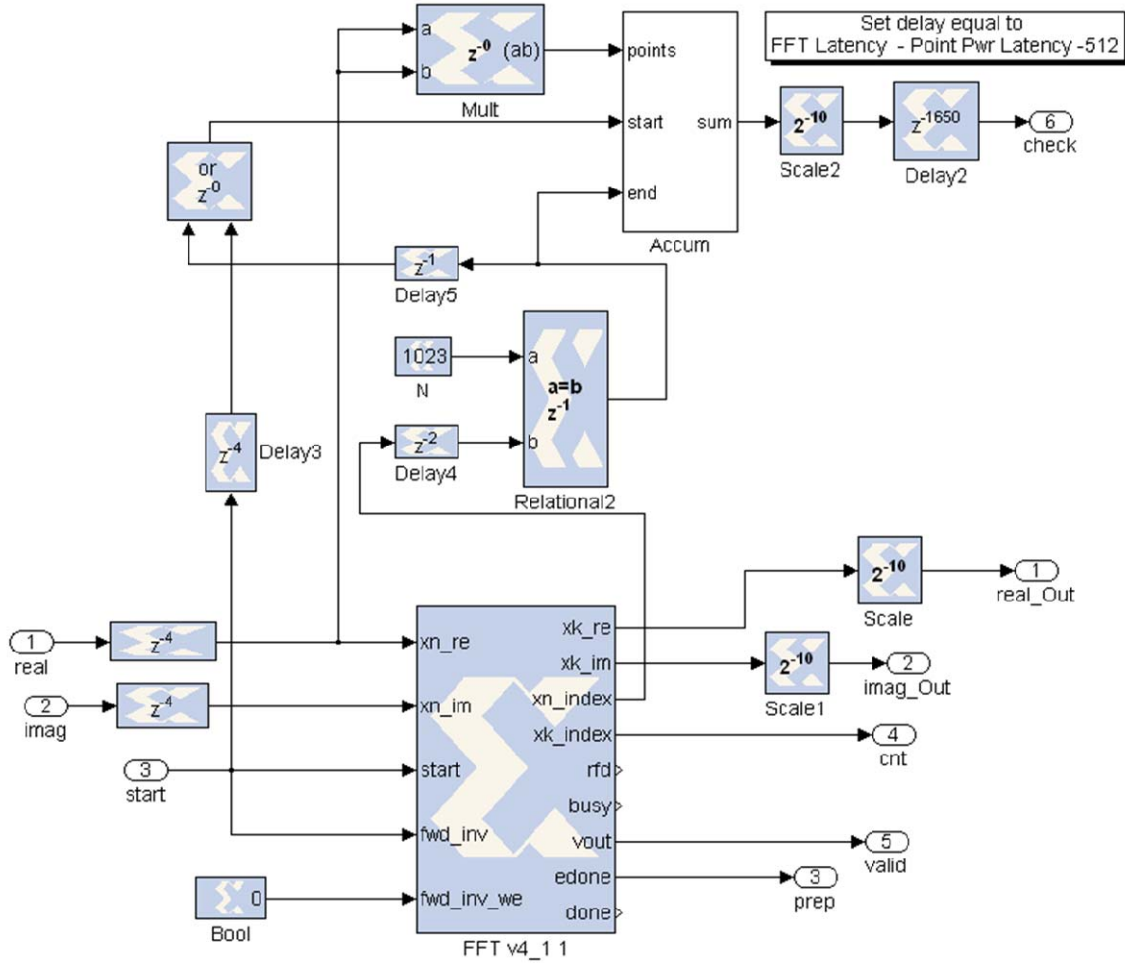 Set delay equal to
FFT Latency - Point Pwr Latency -512
a
b
z-0
(ab)
Mult
points
start
end
sum
Accum
2-10
Scale2
z-1650
Delay2
6
check
or
z-0
z-1
Delay5
1023
N
a
b
a=b
z-1
Relational2
z-4
Delay3
z-2
Delay4
1
real
z-4
2
imag
z-4
3
start
0
Bool
xn_re
xn_im
start
fwd_inv
fwd_inv_we
xk_re
xk_im
xn_index
xk_index
rfd
busy
vout
edone
done
FFT v4_1 1
2-10
Scale
1
real_Out
2-10
Scale1
2
imag_Out
4
cnt
5
valid
3
prep